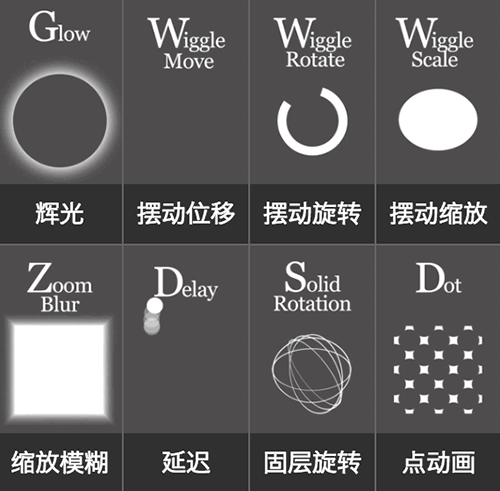 Glow
Wiggle
Move
Wiggle
Rotate
Wiggle
Scale
辉光
摆动位移
摆动旋转
摆动缩放
Zoom
Blur
Delay
Solid
Rotation
Dot
缩放模糊
延迟
固层旋转
点动画